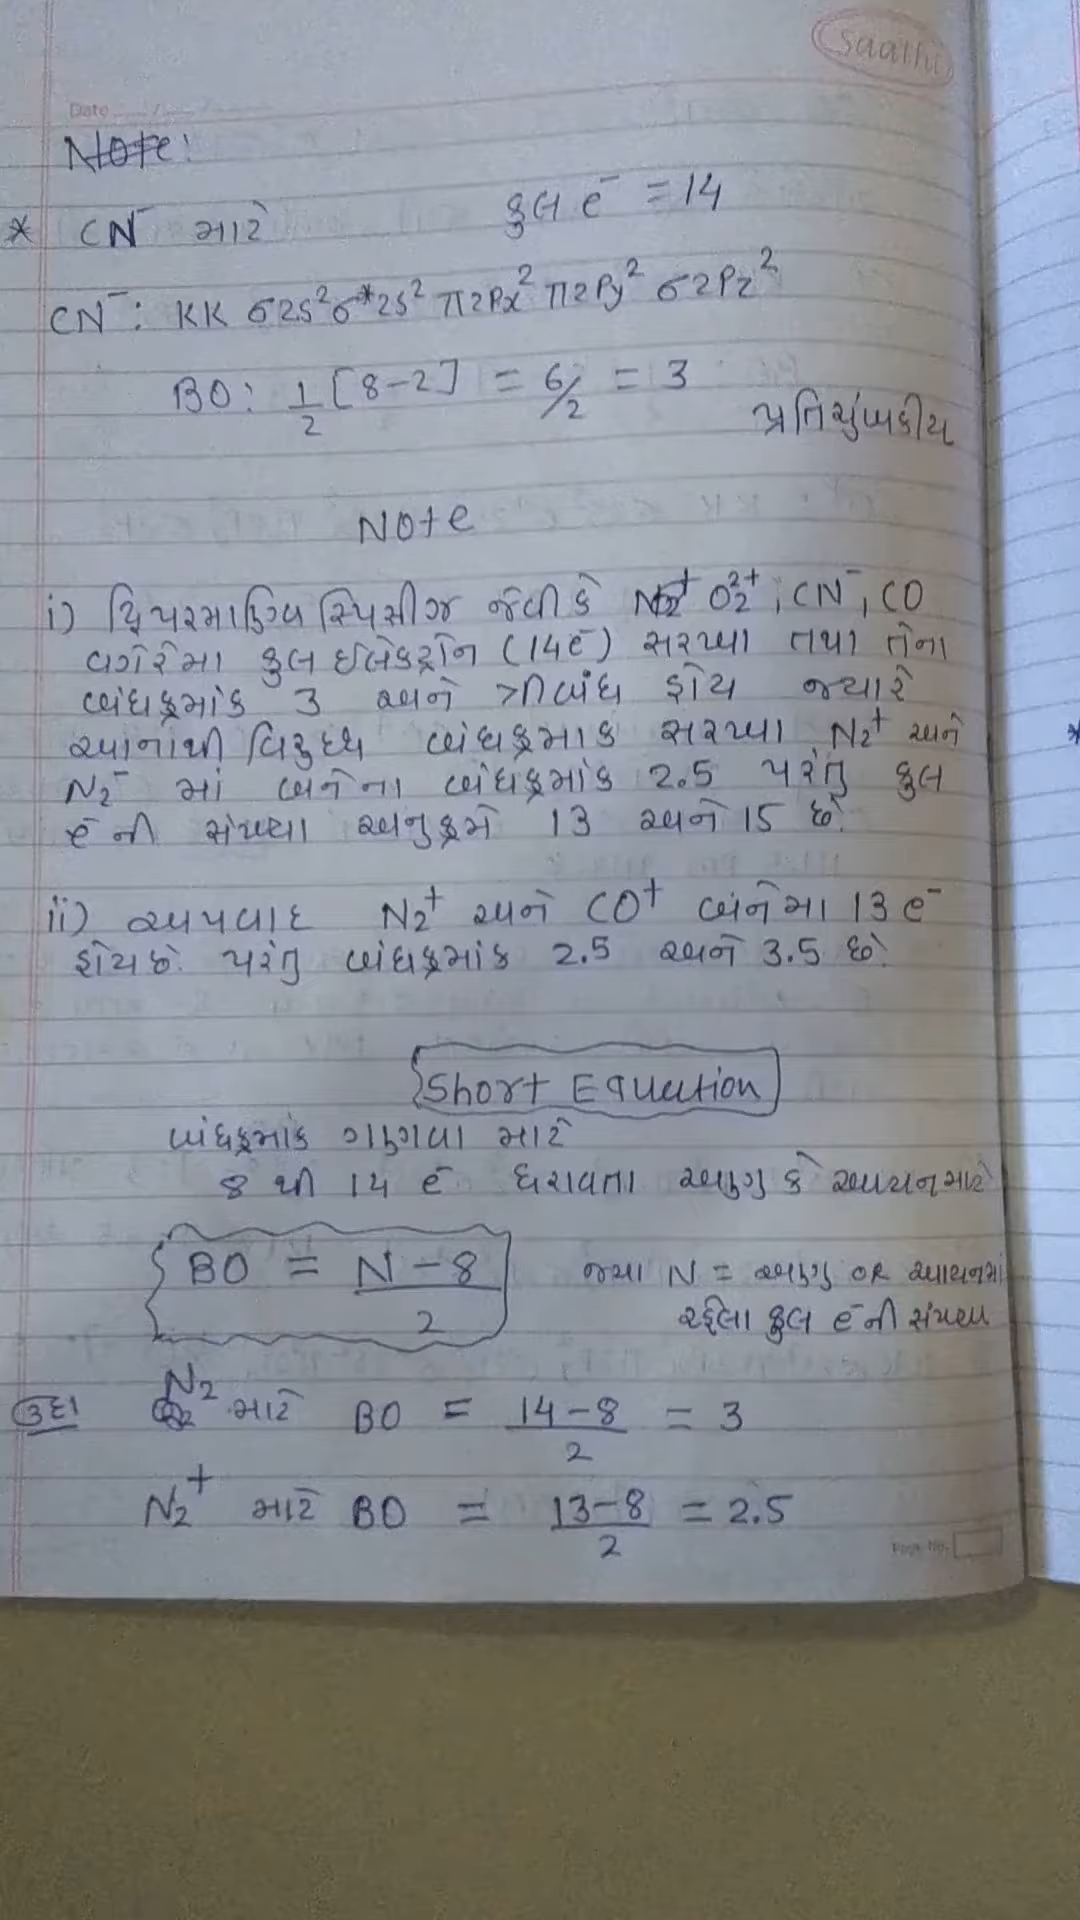 Saathi
Date
Note:
* CN⁻ માટે કુલ e⁻ = 14
CN⁻: KK σ2s² σ*2s² π2Px² π2Py² σ2Pz²
BO: 1/2 [8-2] = 6/2 = 3
પ્રતિચુંબકીય
Note
i) દ્વિપરમાણ્વિય સ્પિસીજ જેવી કે O₂²⁺, CN⁻, CO
વગેરેમા કુલ ઈલેકટ્રોન (14e⁻) સરખા તથા તેના
બંધક્રમાંક 3 અને ત્રિબંધ હોય જ્યારે
આનાથી વિરુધ્ધ બંધક્રમાક સરખા N₂⁺ અને
N₂⁻ માં બંનેના બંધક્રમાંક 2.5 પરંતુ કુલ
e⁻ની સંખ્યા અનુક્રમે 13 અને 15 છે.
ii) અપવાદ N₂⁺ અને CO⁺ બંનેમા 13 e⁻
હોય છે. પરંતુ બંધક્રમાંક 2.5 અને 3.5 છે.
Short Equation
બંધક્રમાંક ગણવા માટે
8 થી 14 e⁻ ધરાવતા અણુ કે આયન માટે
BO = N-8/2 જ્યા N = અણુ OR આયનમાં
રહેલા કુલ e⁻ની સંખ્યા
ઉદા N₂ માટે BO = 14-8/2 = 3
N₂⁺ માટે BO = 13-8/2 = 2.5
Page No.